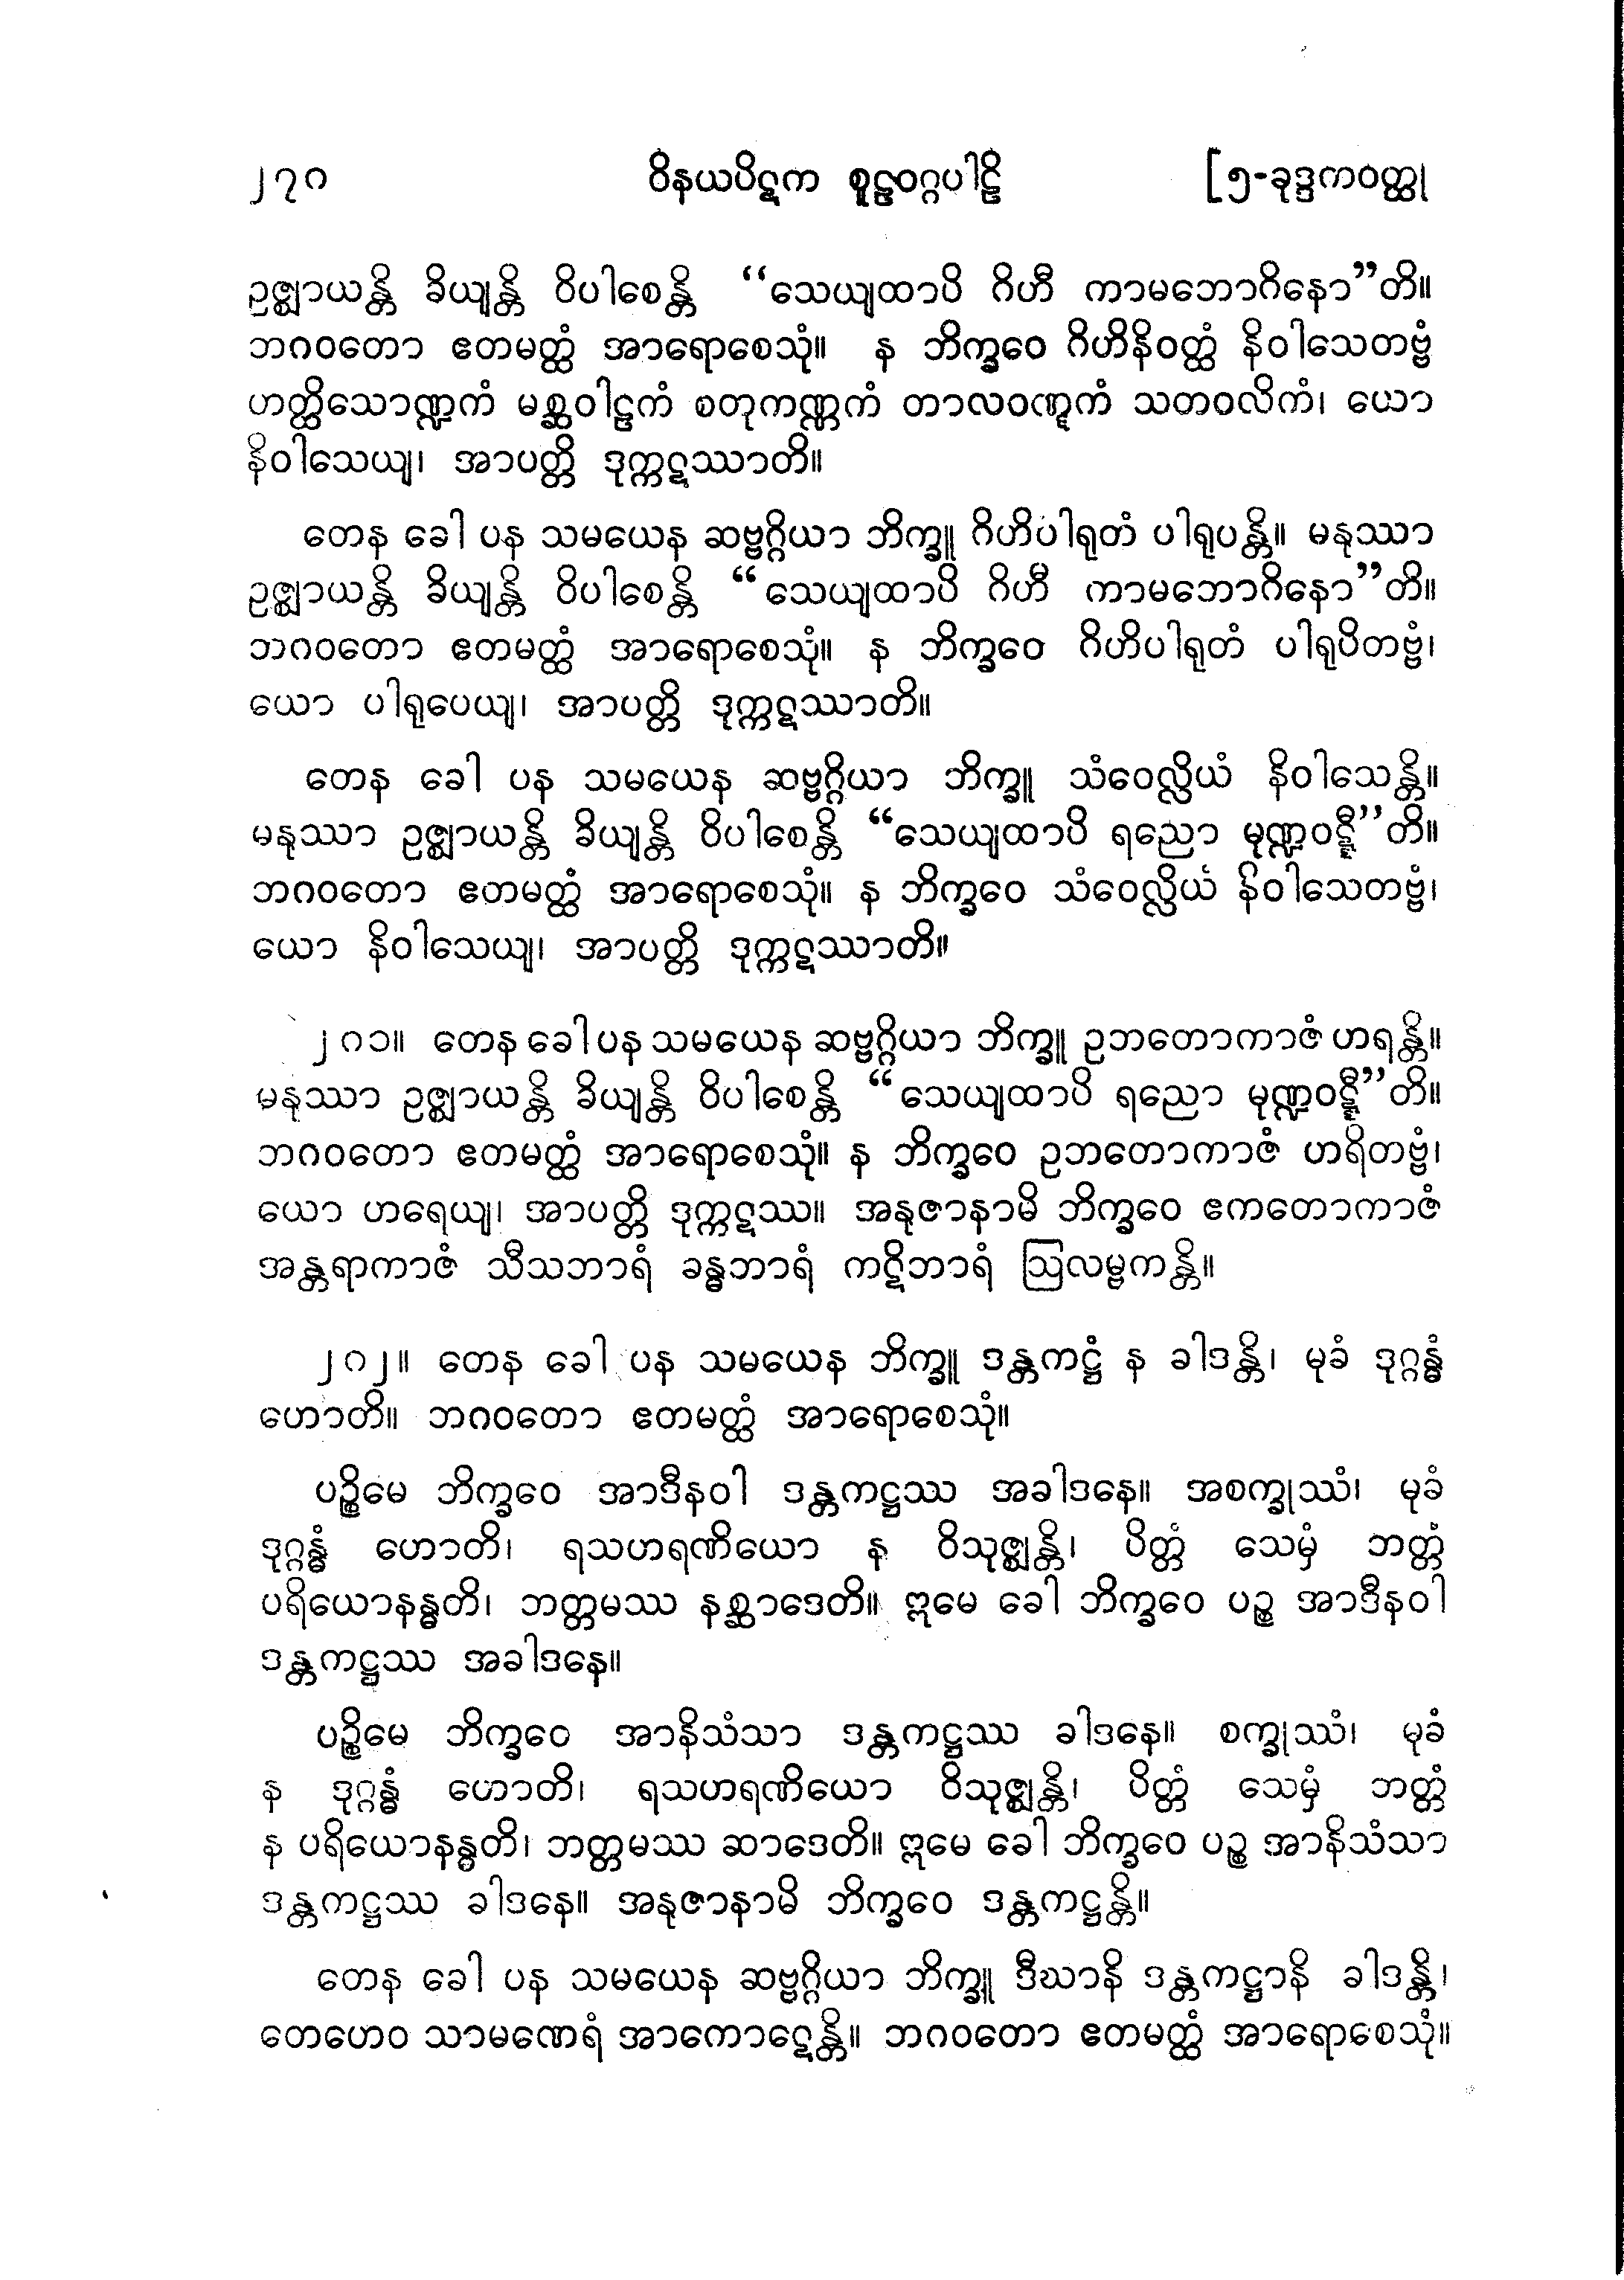 ၂၇၀ ဝိနယပိဋက စူဠဝဂ္ဂပါဠိ [၅-ခုဒ္ဒကဝတ္ထု
ဥဇ္ဈာယန္တိ ခိယျန္တိ ဝိပါစေန္တိ “သေယျထာပိ ဂိဟီ ကာမဘောဂိနော”တိ။
ဘဂဝတော ဧတမတ္ထံ အာရောစေသုံ။ န ဘိက္ခဝေ ဂိဟိနိဝတ္ထံ နိဝါသေတဗ္ဗံ
ဟတ္ထိသောဏ္ဍကံ မစ္ဆဝါဠကံ စတုကဏ္ဏကံ တာလဝဏ္ဋကံ သတဝလိကံ၊ ယော
နိဝါသေယျ၊ အာပတ္တိ ဒုက္ကဋဿာတိ။
တေန ခေါ ပန သမယေန ဆဗ္ဗဂ္ဂိယာ ဘိက္ခူ ဂိဟိပါရုတံ ပါရုပန္တိ။ မနုဿာ
ဥဇ္ဈာယန္တိ ခိယျန္တိ ဝိပါစေန္တိ “သေယျထာပိ ဂိဟီ ကာမဘောဂိနော”တိ။
ဘဂဝတော ဧတမတ္ထံ အာရောစေသုံ။ န ဘိက္ခဝေ ဂိဟိပါရုတံ ပါရုပိတဗ္ဗံ၊
ယော ပါရုပေယျ၊ အာပတ္တိ ဒုက္ကဋဿာတိ။
တေန ခေါ ပန သမယေန ဆဗ္ဗဂ္ဂိယာ ဘိက္ခူ သံဝေလ္လိယံ နိဝါသေန္တိ။
မနုဿာ ဥဇ္ဈာယန္တိ ခိယျန္တိ ဝိပါစေန္တိ “သေယျထာပိ ရညော မုဏ္ဍဝဋ္ဋီ”တိ။
ဘဂဝတော ဧတမတ္ထံ အာရောစေသုံ။ န ဘိက္ခဝေ သံဝေလ္လိယံ နိဝါသေတဗ္ဗံ၊
ယော နိဝါသေယျ၊ အာပတ္တိ ဒုက္ကဋဿာတိ။
၂၈၁။ တေန ခေါ ပန သမယေန ဆဗ္ဗဂ္ဂိယာ ဘိက္ခူ ဥဘတောကာဇံ ဟရန္တိ။
မနုဿာ ဥဇ္ဈာယန္တိ ခိယျန္တိ ဝိပါစေန္တိ “သေယျထာပိ ရညော မုဏ္ဍဝဋ္ဋီ”တိ။
ဘဂဝတော ဧတမတ္ထံ အာရောစေသုံ။ န ဘိက္ခဝေ ဥဘတောကာဇံ ဟရိတဗ္ဗံ၊
ယော ဟရေယျ၊ အာပတ္တိ ဒုက္ကဋဿ။ အနုဇာနာမိ ဘိက္ခဝေ ဧကတောကာဇံ
အန္တရာကာဇံ သီသဘာရံ ခန္ဓဘာရံ ကဋိဘာရံ ဩလမ္ဗကန္တိ။
၂၈၂။ တေန ခေါ ပန သမယေန ဘိက္ခူ ဒန္တကဋ္ဌံ န ခါဒန္တိ၊ မုခံ ဒုဂ္ဂန္ဓံ
ဟောတိ။ ဘဂဝတော ဧတမတ္ထံ အာရောစေသုံ။
ပဉ္စိမေ ဘိက္ခဝေ အာဒီနဝါ ဒန္တကဋ္ဌဿ အခါဒနေ။ အစက္ခုဿံ၊ မုခံ
ဒုဂ္ဂန္ဓံ ဟောတိ၊ ရသဟရဏိယော န ဝိသုဇ္ဈန္တိ၊ ပိတ္တံ သေမှံ ဘတ္တံ
ပရိယောနန္ဓတိ၊ ဘတ္တမဿ နစ္ဆာဒေတိ။ ဣမေ ခေါ ဘိက္ခဝေ ပဉ္စ အာဒီနဝါ
ဒန္တကဋ္ဌဿ အခါဒနေ။
ပဉ္စိမေ ဘိက္ခဝေ အာနိသံသာ ဒန္တကဋ္ဌဿ ခါဒနေ။ စက္ခုဿံ၊ မုခံ
န ဒုဂ္ဂန္ဓံ ဟောတိ၊ ရသဟရဏိယော ဝိသုဇ္ဈန္တိ၊ ပိတ္တံ သေမှံ ဘတ္တံ
န ပရိယောနန္ဓတိ၊ ဘတ္တမဿ ဆာဒေတိ။ ဣမေ ခေါ ဘိက္ခဝေ ပဉ္စ အာနိသံသာ
ဒန္တကဋ္ဌဿ ခါဒနေ။ အနုဇာနာမိ ဘိက္ခဝေ ဒန္တကဋ္ဌန္တိ။
တေန ခေါ ပန သမယေန ဆဗ္ဗဂ္ဂိယာ ဘိက္ခူ ဒီဃာနိ ဒန္တကဋ္ဌာနိ ခါဒန္တိ၊
တေဟေဝ သာမဏေရံ အာကောဋေန္တိ။ ဘဂဝတော ဧတမတ္ထံ အာရောစေသုံ။